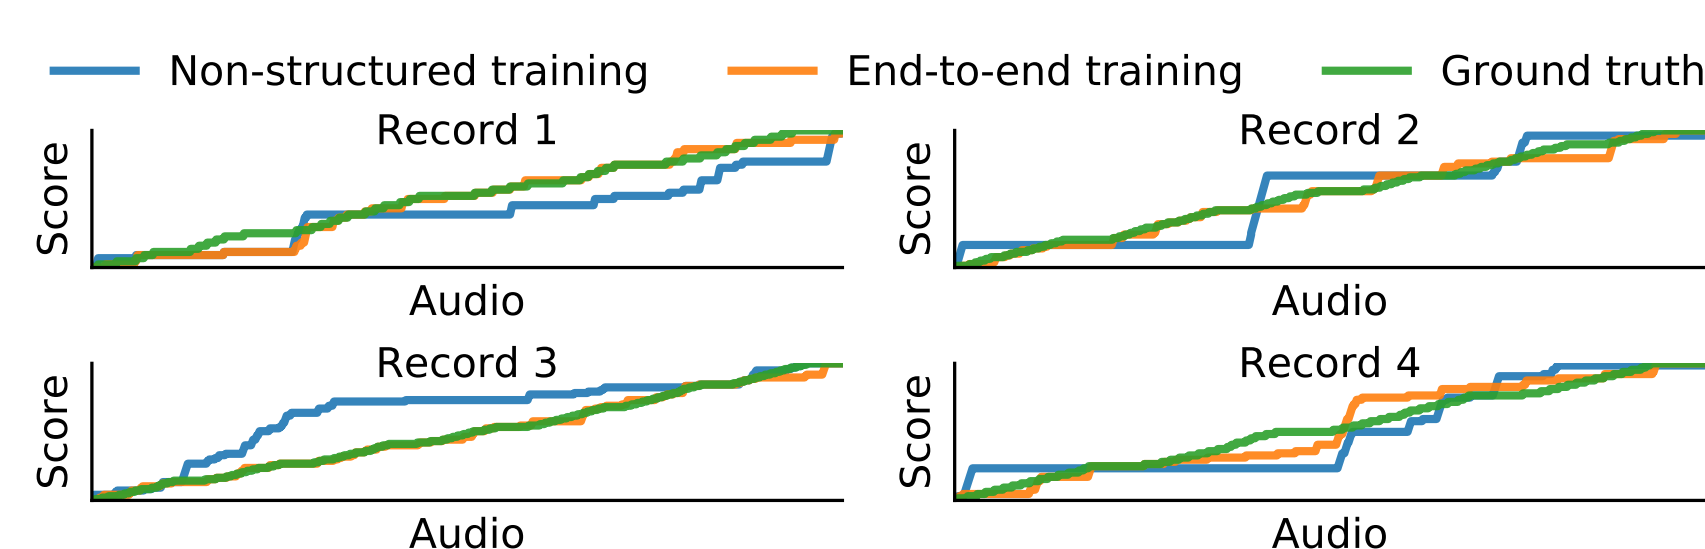 Non-structured training End-to-end training Ground truth
Record 1 Record 2
Score Score
Audio Audio
Record 3 Record 4
Score Score
Audio Audio